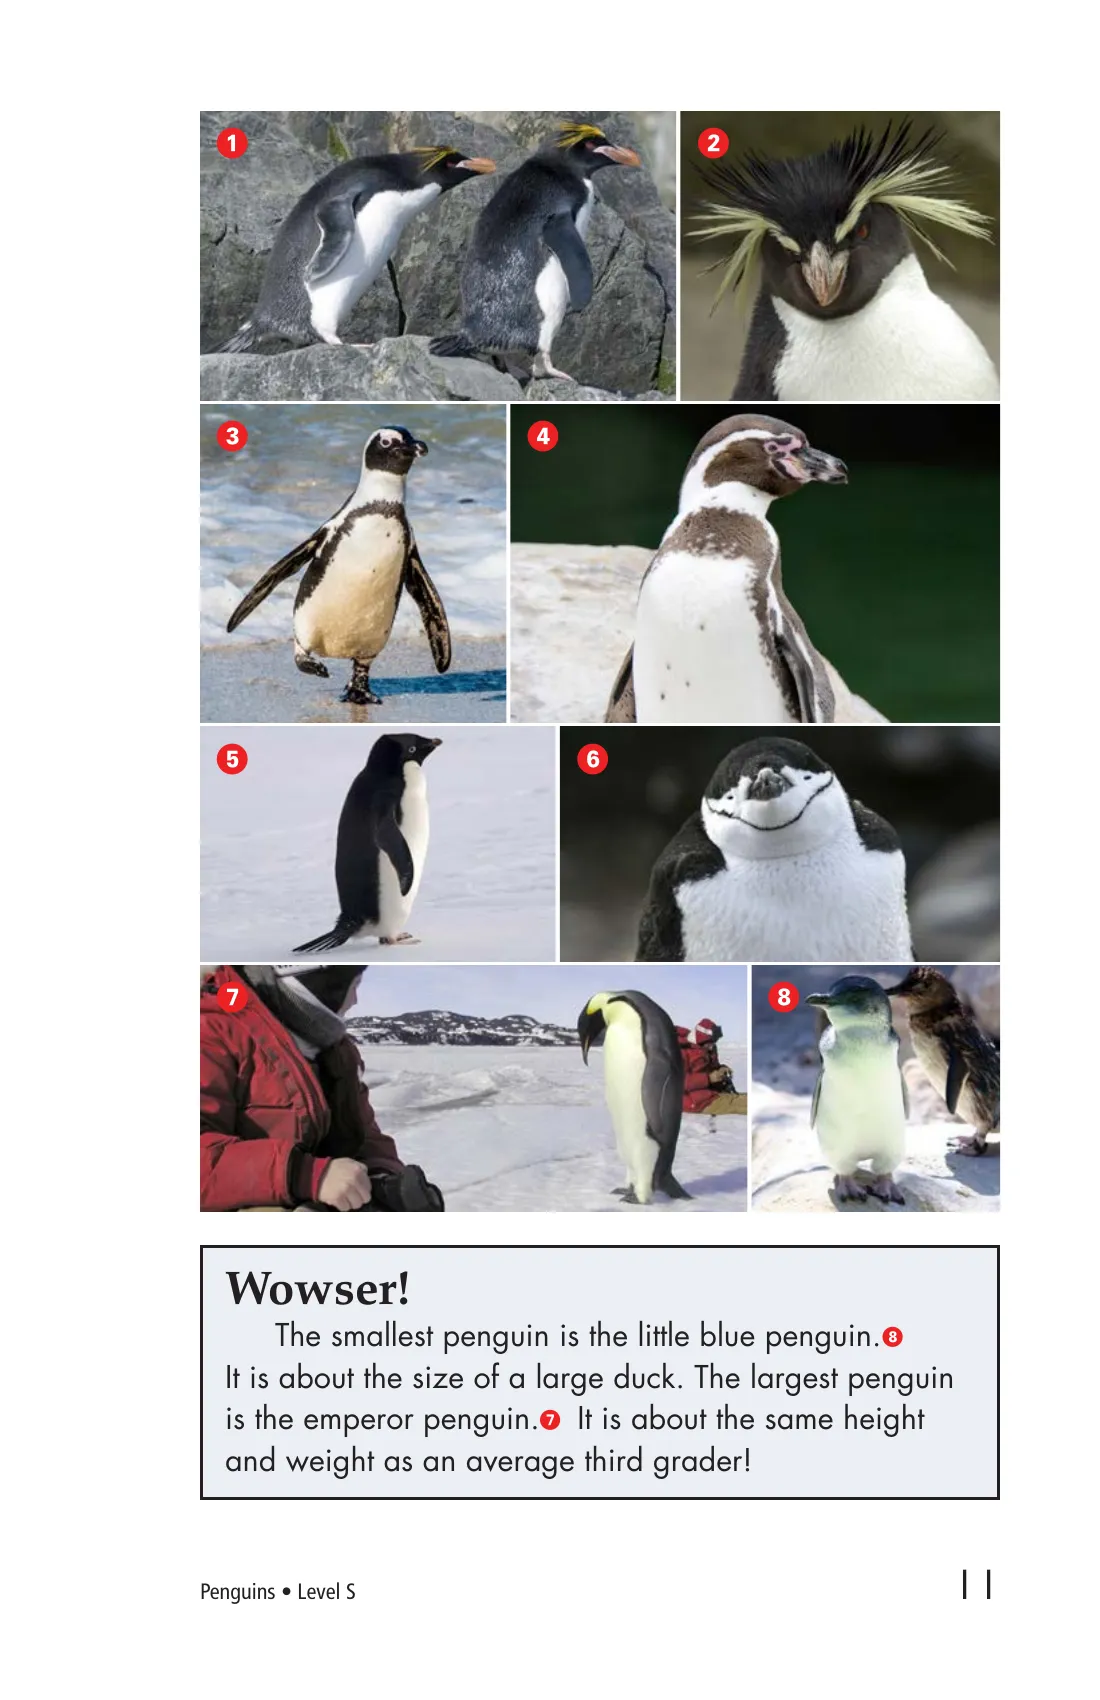 1
2
3
4
5
6
7
8
Wowser!
The smallest penguin is the little blue penguin. 8
It is about the size of a large duck. The largest penguin
is the emperor penguin. 7 It is about the same height
and weight as an average third grader!
Penguins • Level S
11